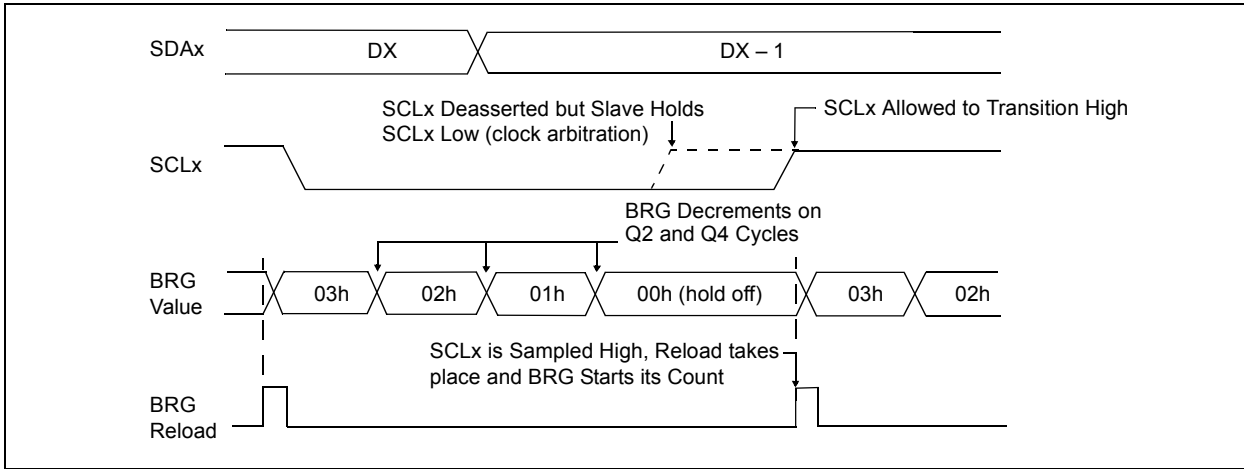 SDAx
DX
DX – 1
SCLx Deasserted but Slave Holds
SCLx Low (clock arbitration)
SCLx Allowed to Transition High
SCLx
BRG Decrements on
Q2 and Q4 Cycles
BRG
Value
03h
02h
01h
00h (hold off)
03h
02h
SCLx is Sampled High, Reload takes
place and BRG Starts its Count
BRG
Reload